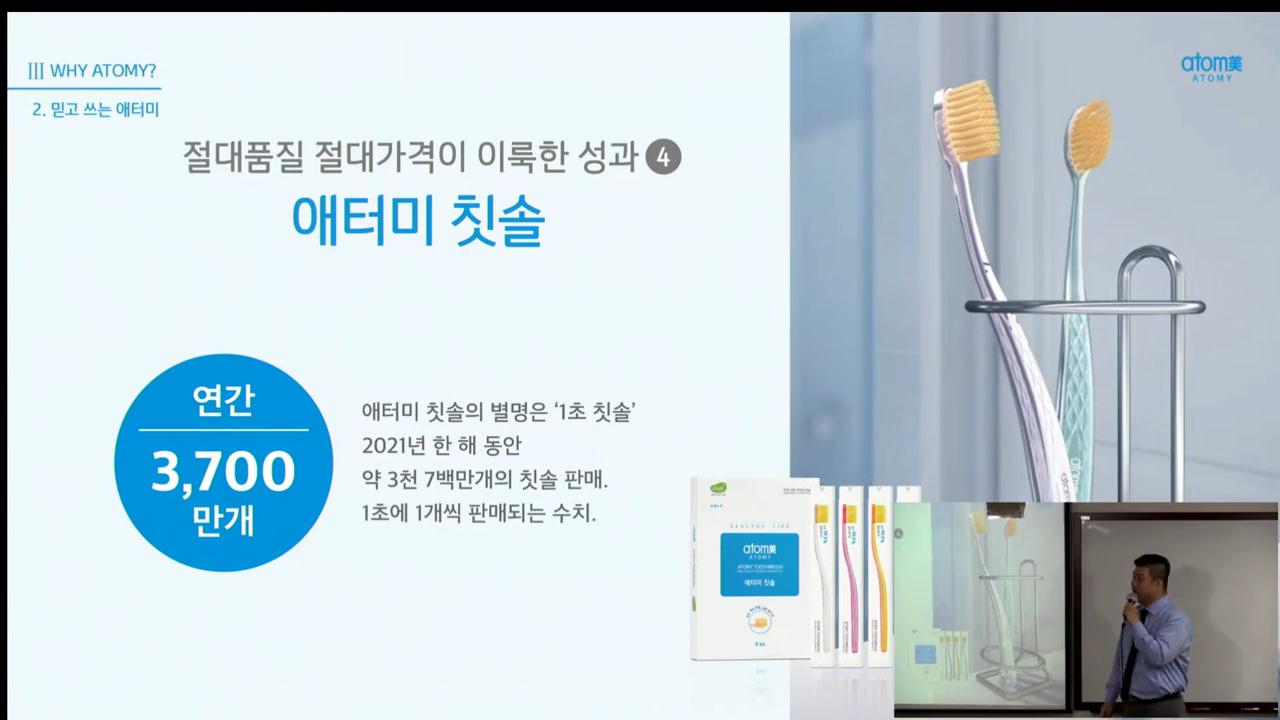 III WHY ATOMY?
2. 믿고 쓰는 애터미
atom美
ATOMY
절대품질 절대가격이 이룩한 성과 4
애터미 칫솔
연간
3,700
만개
애터미 칫솔의 별명은 ‘1초 칫솔’
2021년 한 해 동안
약 3천 7백만개의 칫솔 판매.
1초에 1개씩 판매되는 수치.
HEALTHY LIFE
atom美
ATOMY
ATOMY TOOTHBRUSH
애터미 칫솔
atom